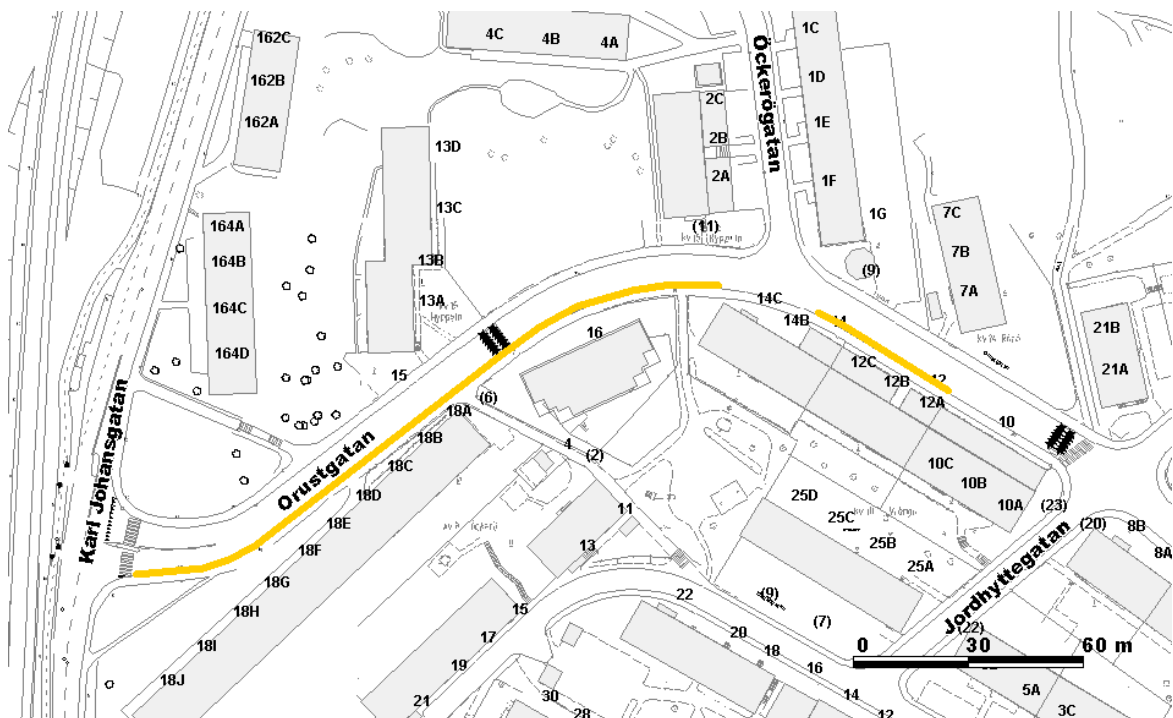 162C
4C
4B
4A
1C
162B
1D
2C
162A
1E
2B
13D
Öckerögatan
2A
1F
13C
164A
1G
7C
(11)
7B
164B
13B
(9)
7A
13A
164C
14C
21B
14B
14
16
164D
12C
21A
15
12B
12
12A
(6)
18A
10
18B
4
(2)
18C
10C
Orustgatan
10B
18D
25D
10A
(23)
11
25C
18E
(20)
8B
Karl Johansgatan
25B
18F
13
8A
25A
18G
(9)
22
15
18H
(7)
Jordhyttegatan
20
(22)
17
18I
18
0 30 60 m
19
16
18J
5A
14
30
21
3C
28
12